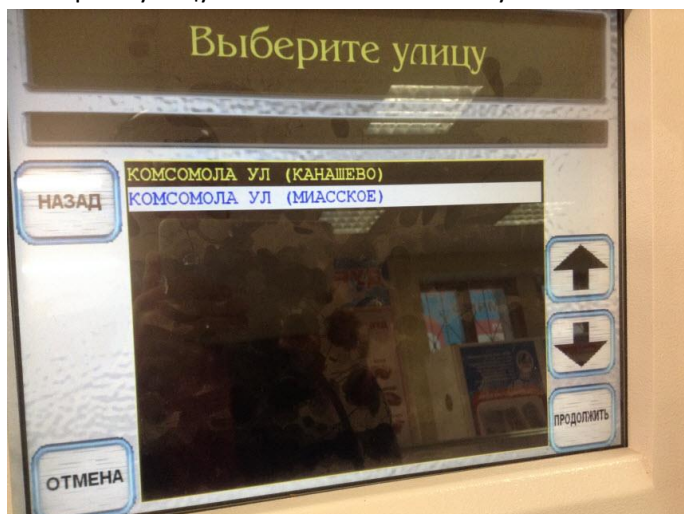 Выберите улицу
КОМСОМОЛА УЛ (КАНАШЕВО)
НАЗАД
КОМСОМОЛА УЛ (МИАССКОЕ)
ПРОДОЛЖИТЬ
ОТМЕНА